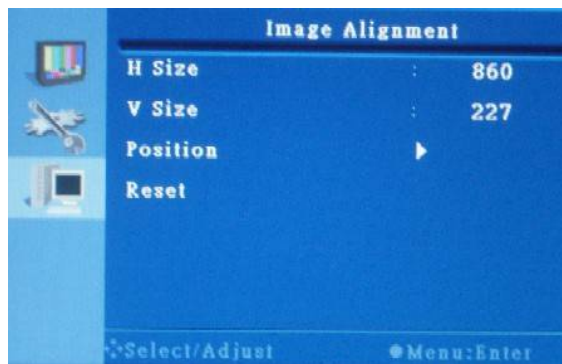 Image Alignment
H Size : 860
V Size : 227
Position
Reset
Select/Adjust Menu:Enter